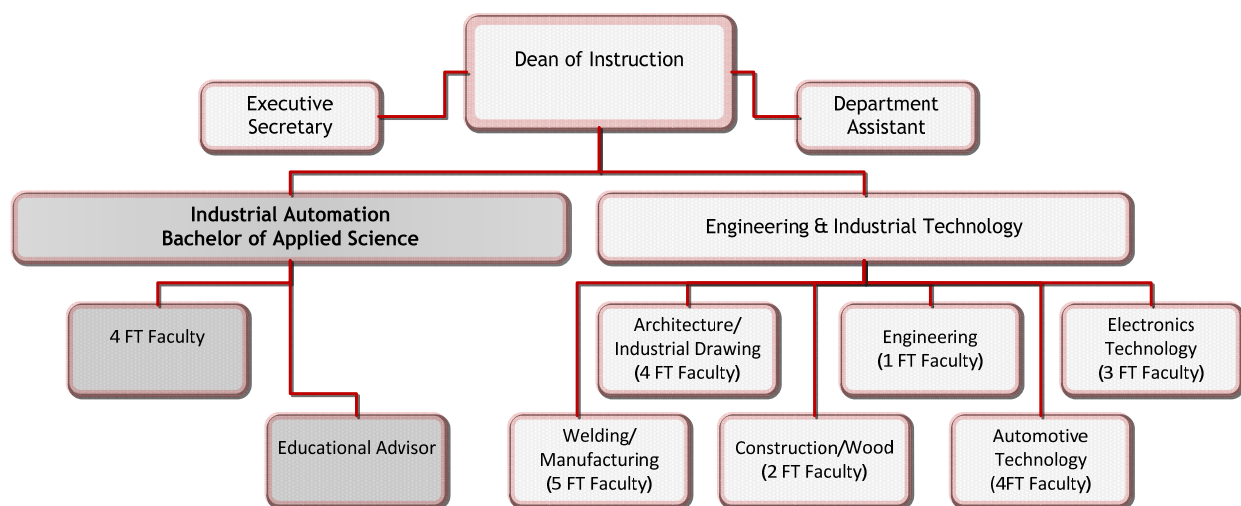 Dean of Instruction
Executive
Secretary
Department
Assistant
Industrial Automation
Bachelor of Applied Science
Engineering & Industrial Technology
4 FT Faculty
Architecture/
Industrial Drawing
(4 FT Faculty)
Engineering
(1 FT Faculty)
Electronics
Technology
(3 FT Faculty)
Educational Advisor
Welding/
Manufacturing
(5 FT Faculty)
Construction/Wood
(2 FT Faculty)
Automotive
Technology
(4FT Faculty)